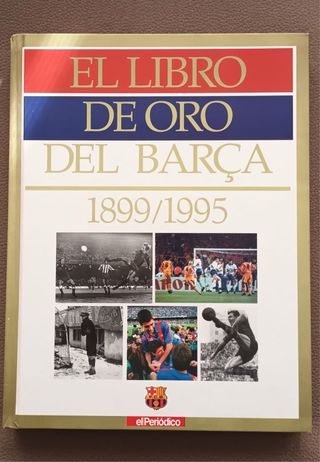 EL LIBRO
DE ORO
DEL BARÇA
1899/1995
elPeriódico